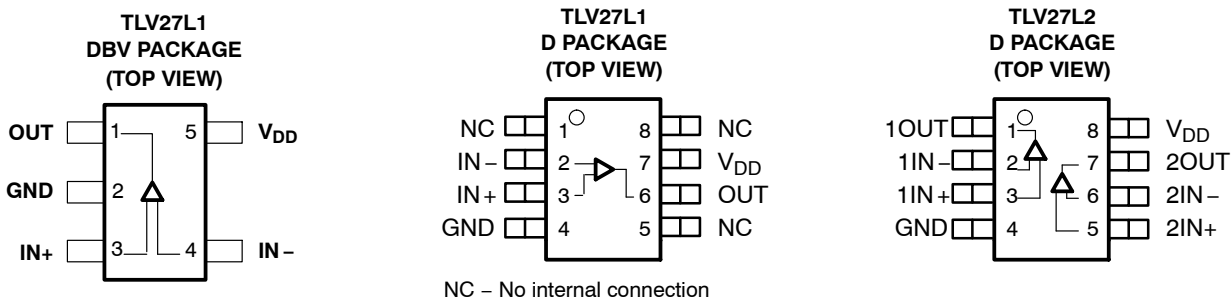 TLV27L1
DBV PACKAGE
(TOP VIEW)
OUT 1 5 VDD
GND 2
IN+ 3 4 IN−
TLV27L1
D PACKAGE
(TOP VIEW)
NC 1 8 NC
IN− 2 7 VDD
IN+ 3 6 OUT
GND 4 5 NC
NC − No internal connection
TLV27L2
D PACKAGE
(TOP VIEW)
1OUT 1 8 VDD
1IN− 2 7 2OUT
1IN+ 3 6 2IN−
GND 4 5 2IN+